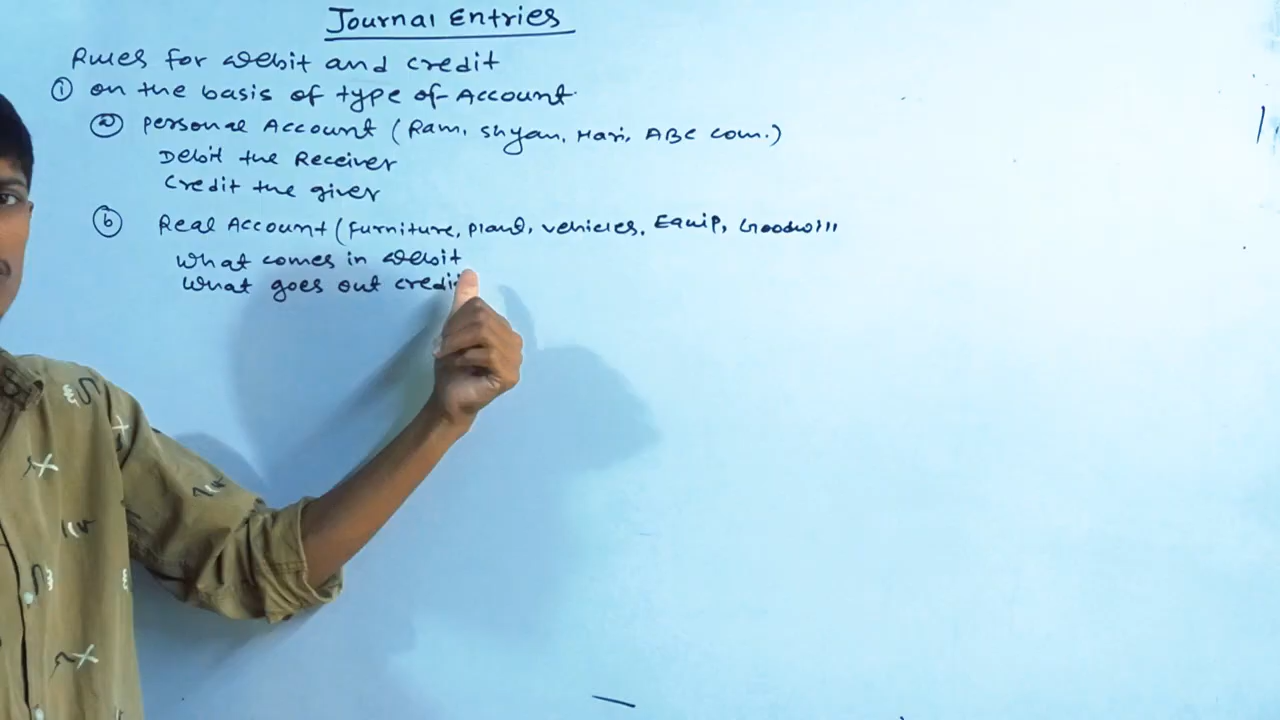 Journal Entries
Rules for debit and credit
① on the basis of type of Account
ⓐ Personal Account (Ram, Shyam, Hari, ABC com.)
Debit the Receiver
Credit the giver
ⓑ Real Account (Furniture, Pland, vehicles, Equip, Goodwill
What comes in debit
What goes out credit